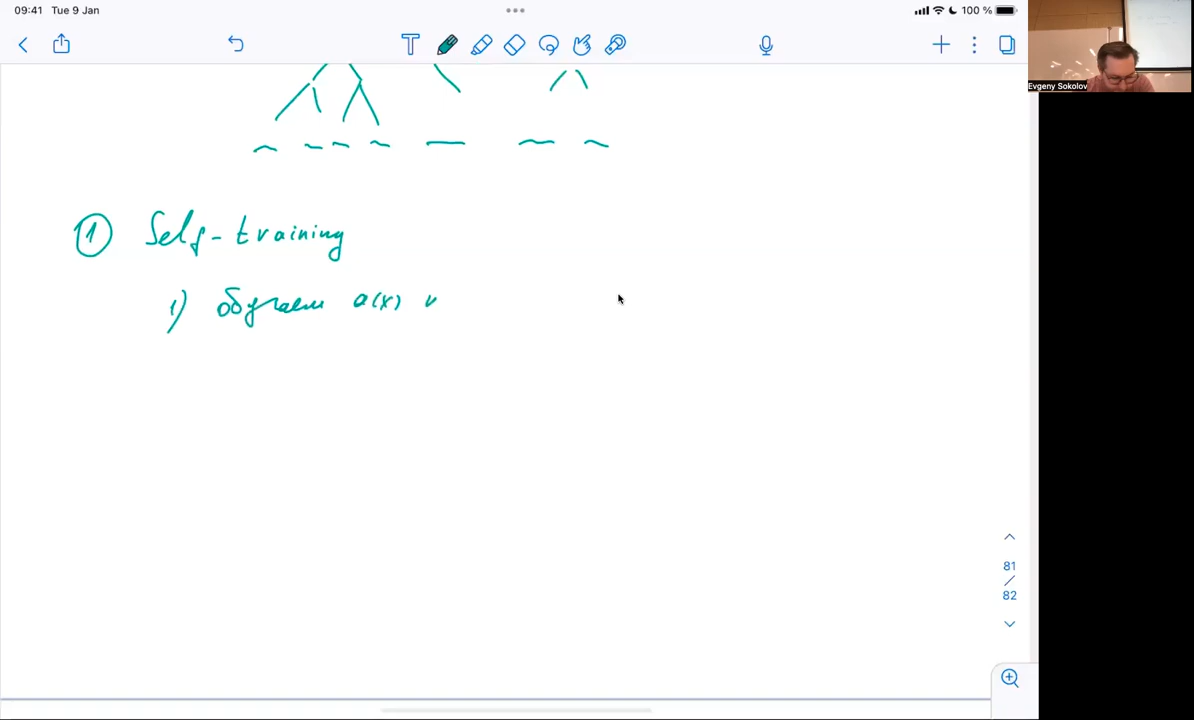 09:41 Tue 9 Jan
100 %
Evgeny Sokolov
① Self-training
1) обучаем a(x) н
81
/
82